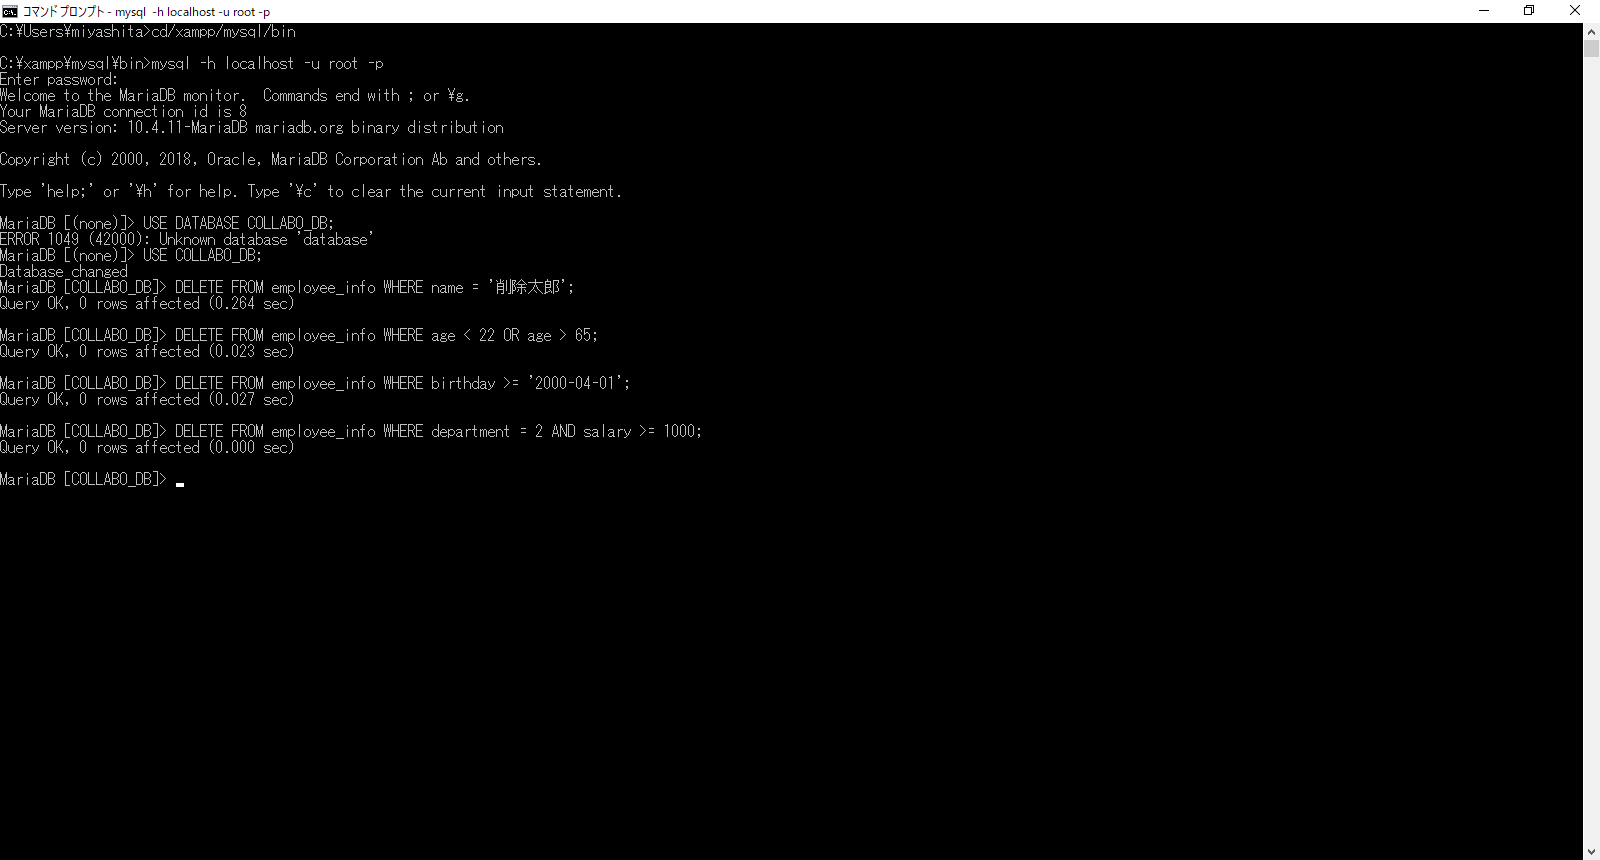 コマンド プロンプト - mysql  -h localhost -u root -p
C:¥Users¥miyashita>cd/xampp/mysql/bin
C:¥xampp¥mysql¥bin>mysql -h localhost -u root -p
Enter password:
Welcome to the MariaDB monitor.  Commands end with ; or ¥g.
Your MariaDB connection id is 8
Server version: 10.4.11-MariaDB mariadb.org binary distribution
Copyright (c) 2000, 2018, Oracle, MariaDB Corporation Ab and others.
Type 'help;' or '¥h' for help. Type '¥c' to clear the current input statement.
MariaDB [(none)]> USE DATABASE COLLABO_DB;
ERROR 1049 (42000): Unknown database 'database'
MariaDB [(none)]> USE COLLABO_DB;
Database changed
MariaDB [COLLABO_DB]> DELETE FROM employee_info WHERE name = '削除太郎';
Query OK, 0 rows affected (0.264 sec)
MariaDB [COLLABO_DB]> DELETE FROM employee_info WHERE age < 22 OR age > 65;
Query OK, 0 rows affected (0.023 sec)
MariaDB [COLLABO_DB]> DELETE FROM employee_info WHERE birthday >= '2000-04-01';
Query OK, 0 rows affected (0.027 sec)
MariaDB [COLLABO_DB]> DELETE FROM employee_info WHERE department = 2 AND salary >= 1000;
Query OK, 0 rows affected (0.000 sec)
MariaDB [COLLABO_DB]>